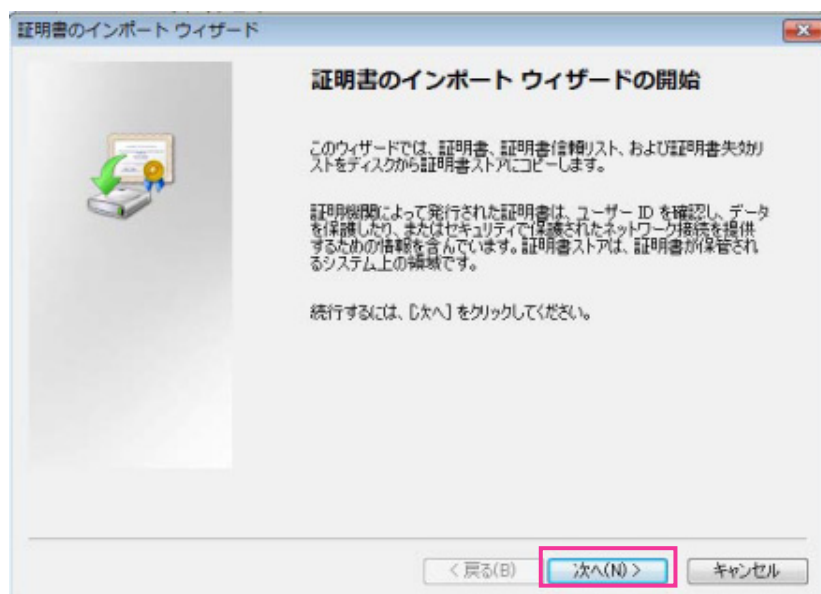 証明書のインポート ウィザード
証明書のインポート ウィザードの開始
このウィザードでは、証明書、証明書信頼リスト、および証明書失効リ
ストをディスクから証明書ストアにコピーします。
証明機関によって発行された証明書は、ユーザー ID を確認し、データ
を保護したり、またはセキュリティで保護されたネットワーク接続を提供
するための情報を含んでいます。証明書ストアは、証明書が保管され
るシステム上の領域です。
続行するには、[次へ] をクリックしてください。
< 戻る(B)
次へ(N) >
キャンセル